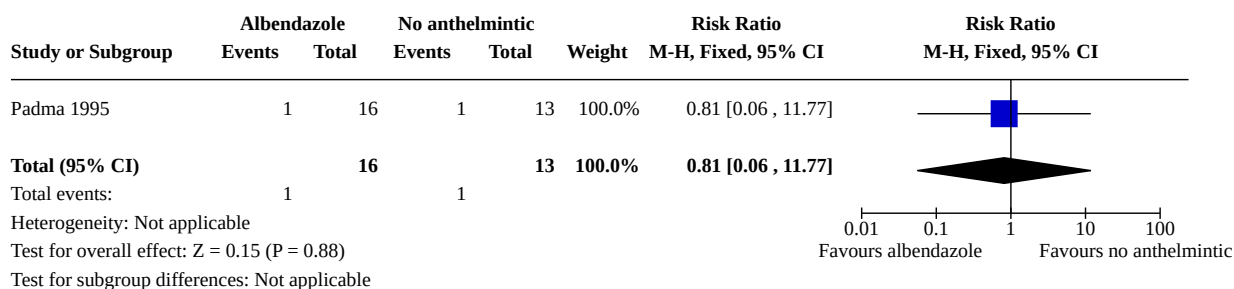 Albendazole No anthelmintic Risk Ratio Risk Ratio
Study or Subgroup Events Total Events Total Weight M-H, Fixed, 95% CI M-H, Fixed, 95% CI
Padma 1995 1 16 1 13 100.0% 0.81 [0.06 , 11.77]
Total (95% CI) 16 13 100.0% 0.81 [0.06 , 11.77]
Total events: 1 1
Heterogeneity: Not applicable
0.01 0.1 1 10 100
Test for overall effect: Z = 0.15 (P = 0.88)
Favours albendazole Favours no anthelmintic
Test for subgroup differences: Not applicable